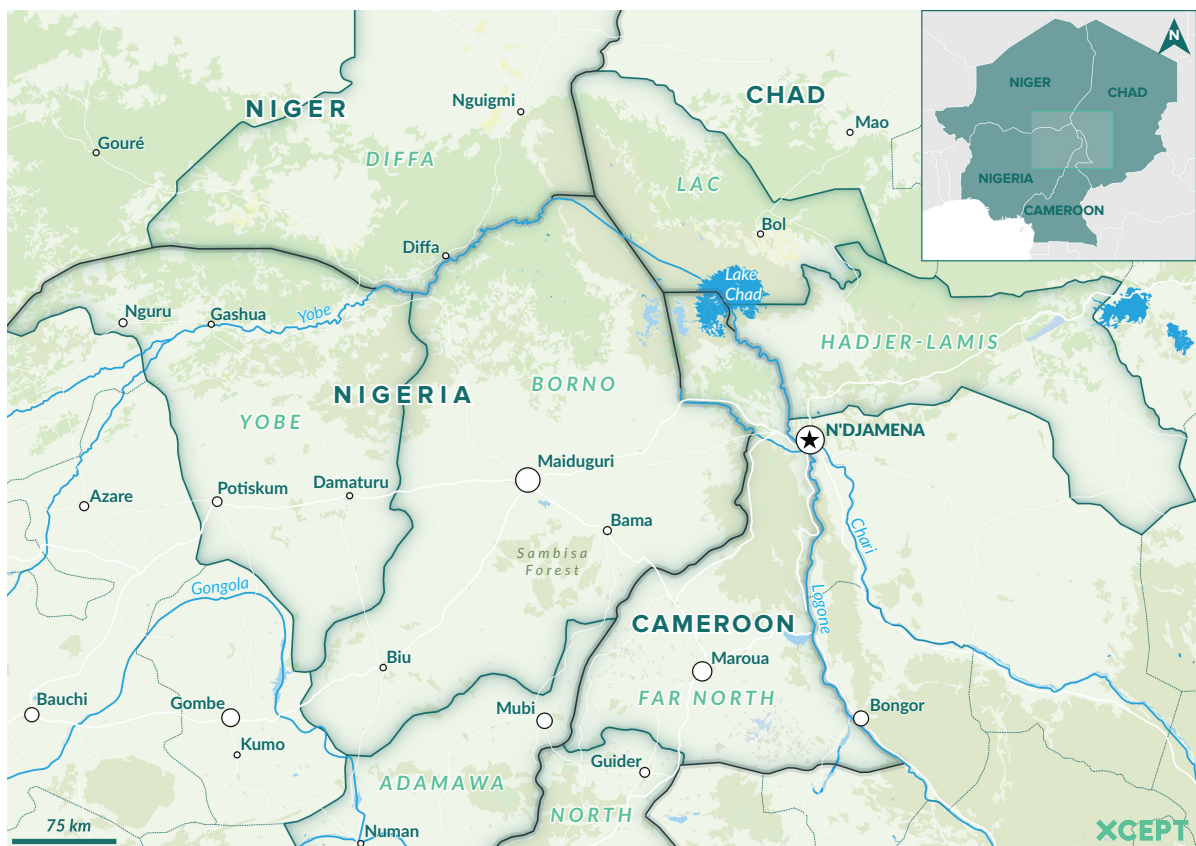 NIGER
CHAD
N
NIGER
CHAD
NIGERIA
CAMEROON
Nguigmi
Mao
Gouré
DIFFA
LAC
Bol
Diffa
Lake
Chad
Nguru
Gashua
Yobe
HADJER-LAMIS
NIGERIA
BORNO
YOBE
N'DJAMENA
Maiduguri
Azare
Potiskum
Damaturu
Bama
Chari
Sambisa
Forest
Gongola
Logone
CAMEROON
Biu
Maroua
FAR NORTH
Bauchi
Gombe
Mubi
Bongor
Kumo
Guider
ADAMAWA
NORTH
75 km
Numan
XCEPT